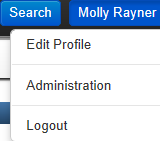 Search Molly Rayner
Edit Profile
Administration
Logout